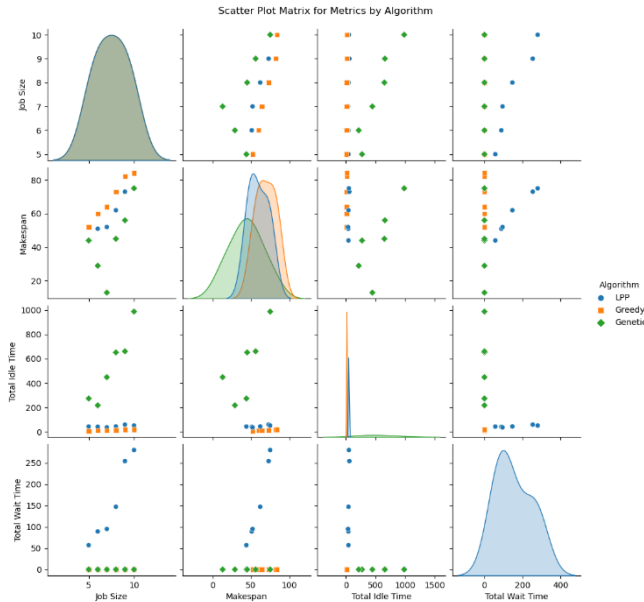 Scatter Plot Matrix for Metrics by Algorithm
10
9
8
7
6
5
Job Size
80
60
40
20
Makespan
1000
800
600
400
200
0
Total Idle Time
250
200
150
100
50
0
Total Wait Time
5 10
Job Size
0 50 100
Makespan
0 500 1000 1500
Total Idle Time
0 200 400
Total Wait Time
Algorithm
LPP
Greedy
Genetic